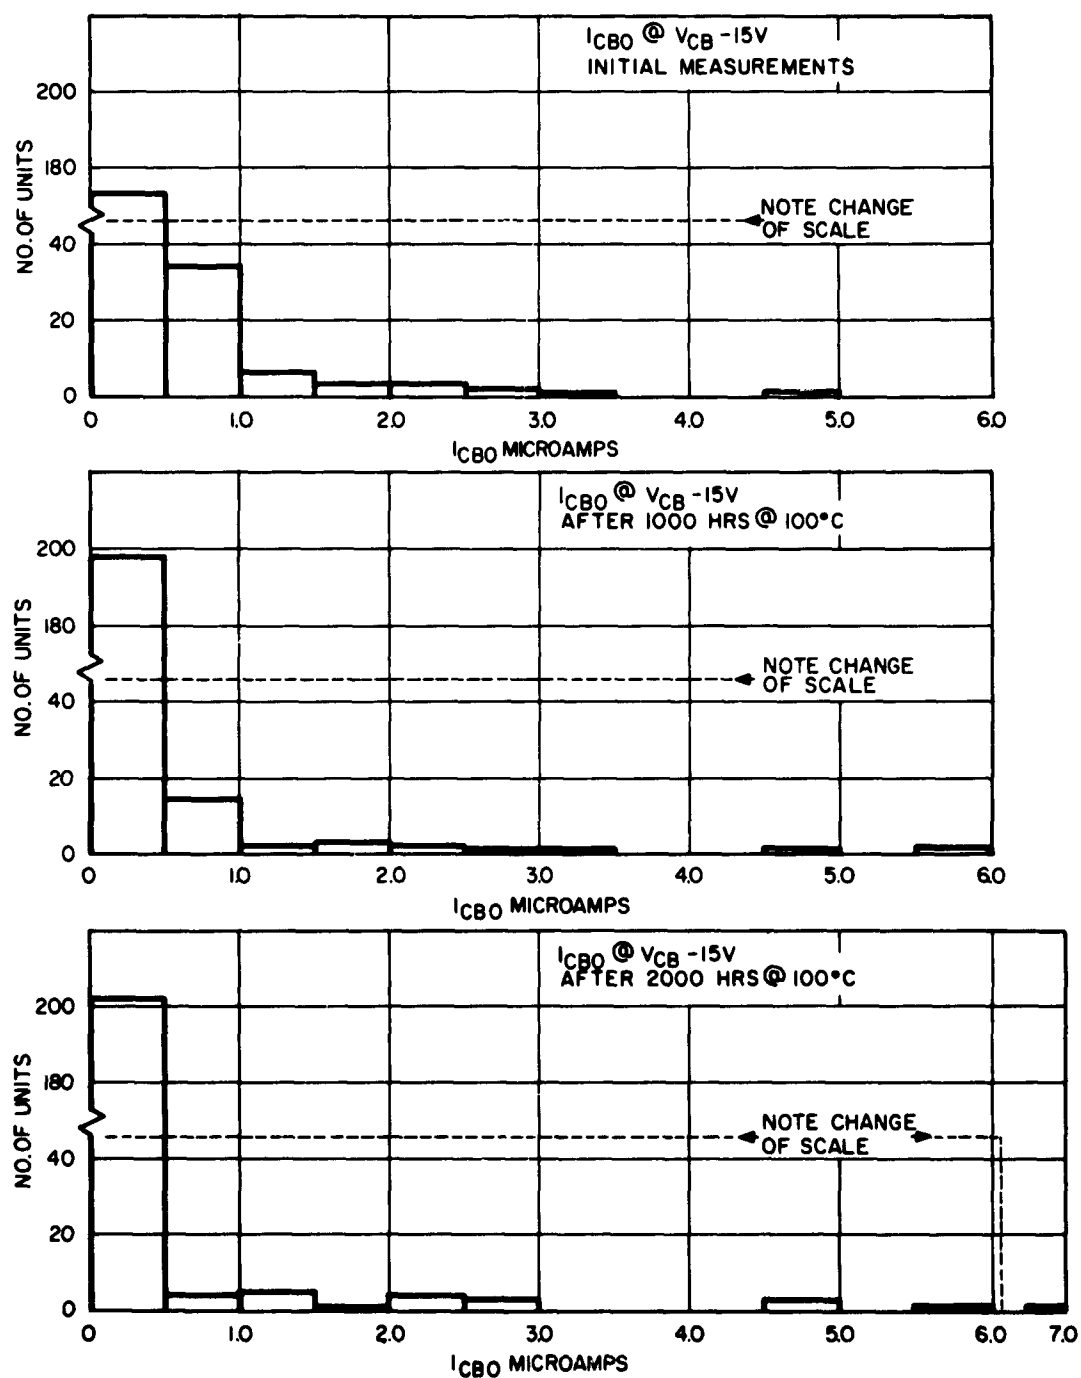 ICBO @ VCB -15V
INITIAL MEASUREMENTS
200
180
40
20
0
NO. OF UNITS
NOTE CHANGE
OF SCALE
0 1.0 2.0 3.0 4.0 5.0 6.0
ICBO MICROAMPS
ICBO @ VCB -15V
AFTER 1000 HRS @ 100°C
200
180
40
20
0
NO. OF UNITS
NOTE CHANGE
OF SCALE
0 1.0 2.0 3.0 4.0 5.0 6.0
ICBO MICROAMPS
ICBO @ VCB -15V
AFTER 2000 HRS @ 100°C
200
180
40
20
0
NO. OF UNITS
NOTE CHANGE
OF SCALE
0 1.0 2.0 3.0 4.0 5.0 6.0 7.0
ICBO MICROAMPS